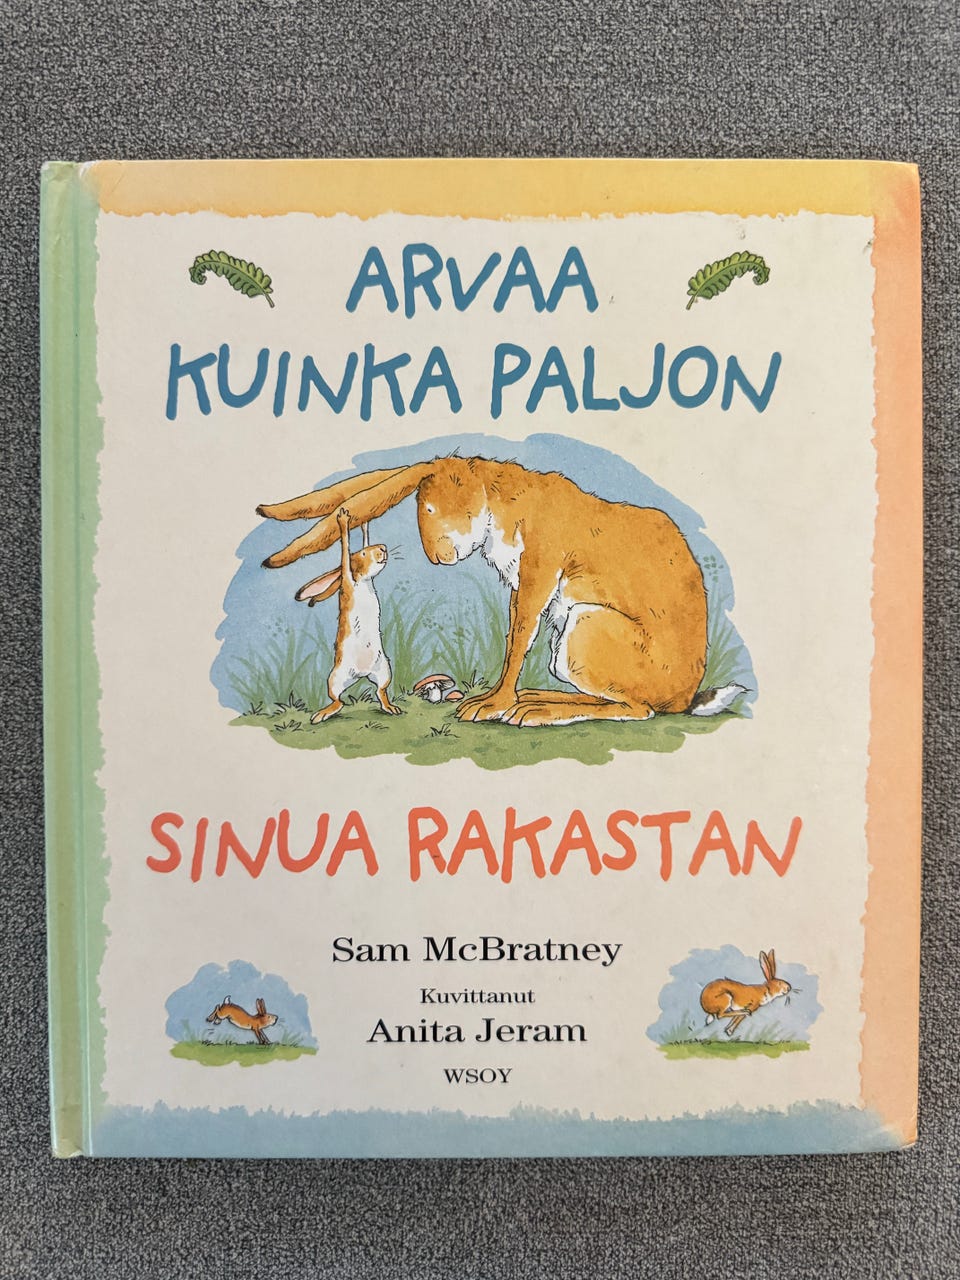 ARVAA
KUINKA PALJON
SINUA RAKASTAN
Sam McBratney
Kuvittanut
Anita Jeram
WSOY